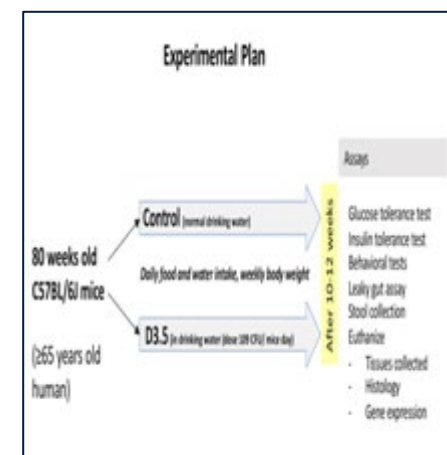 Experimental Plan
Assays
Control (normal drinking water)
80 weeks old
C57BL/6J mice
(≥65 years old
human)
Daily food and water intake, weekly body weight
D3.5 (in drinking water (dose 109 CFU/ mice day)
After 10-12 weeks
Glucose tolerance test
Insulin tolerance test
Behavioral tests
Leaky gut assay
Stool collection
Euthanize
- Tissues collected
- Histology
- Gene expression